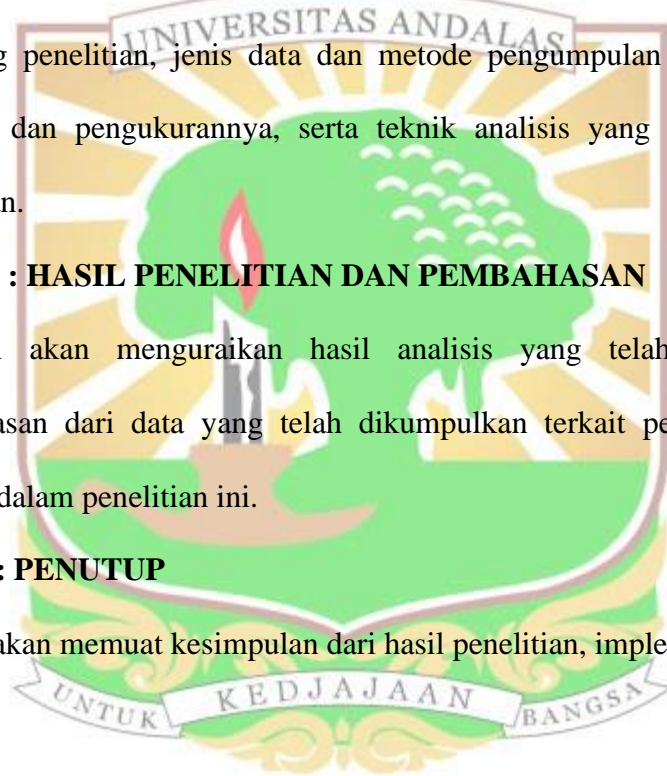 UNIVERSITAS ANDALAS
g penelitian, jenis data dan metode pengumpulan
dan pengukurannya, serta teknik analisis yang
an.
: HASIL PENELITIAN DAN PEMBAHASAN
akan menguraikan hasil analisis yang telah
asan dari data yang telah dikumpulkan terkait pe
dalam penelitian ini.
: PENUTUP
akan memuat kesimpulan dari hasil penelitian, imple
UNTUK KEDJAJAAN BANGSA